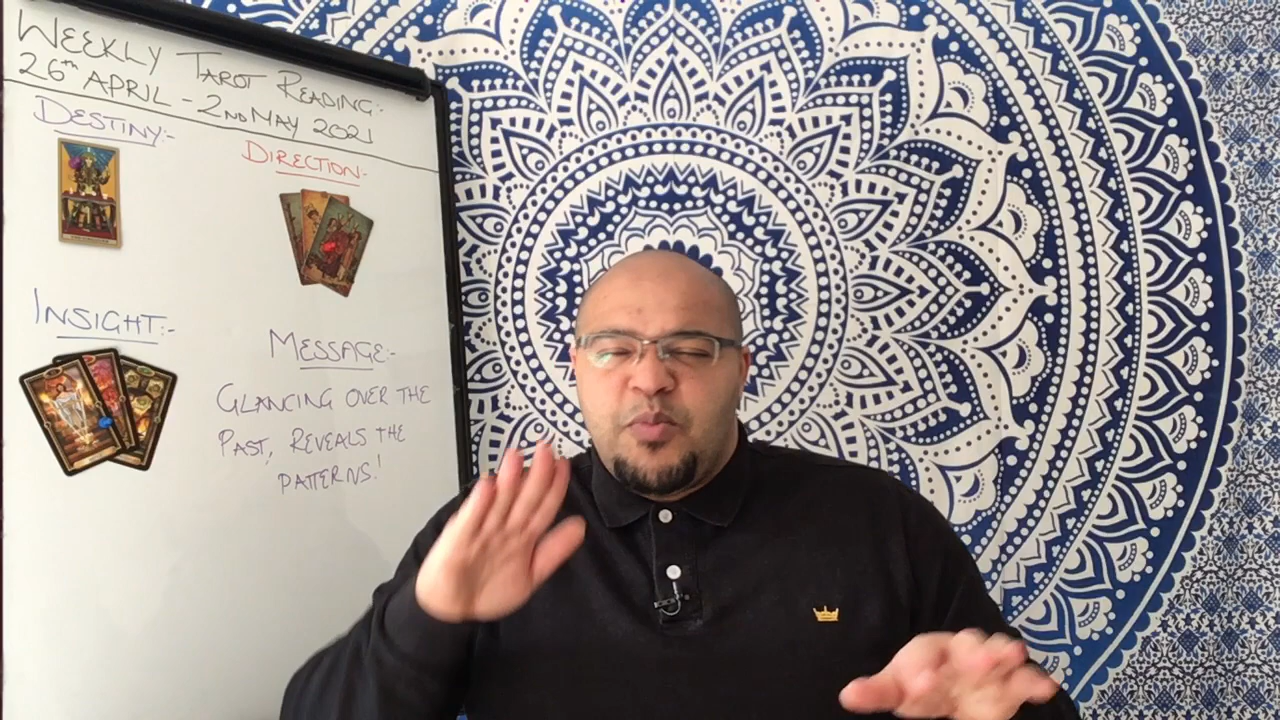 WEEKLY TAROT READING:-
26TH APRIL - 2ND MAY 2021
DESTINY:-
DIRECTION:-
INSIGHT:-
MESSAGE:-
GLANCING OVER THE
PAST, REVEALS THE
PATTERNS!